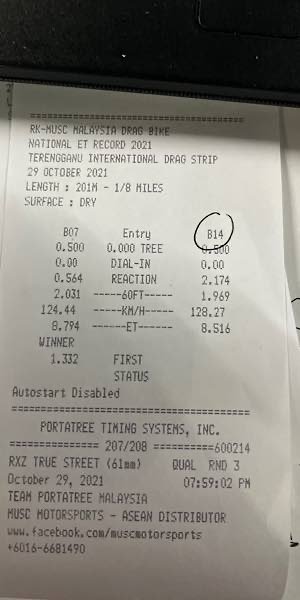 ================================
RK-MUSC MALAYSIA DRAG BIKE
NATIONAL ET RECORD 2021
TERENGGANU INTERNATIONAL DRAG STRIP
29 OCTOBER 2021
LENGTH : 201M - 1/8 MILES
SURFACE : DRY
B07 Entry B14
0.500 0.000 TREE 0.500
0.00 DIAL-IN 0.00
0.564 REACTION 2.174
2.031 -----60FT----- 1.969
124.44 -----KM/H----- 128.27
8.794 ------ET------ 8.516
WINNER
1.332 FIRST
STATUS
Autostart Disabled
================================
PORTATREE TIMING SYSTEMS, INC.
============== 207/208 ==========600214
RXZ TRUE STREET (61mm) QUAL RND 3
October 29, 2021 07:59:02 PM
TEAM PORTATREE MALAYSIA
MUSC MOTORSPORTS - ASEAN DISTRIBUTOR
www.facebook.com/muscmotorsports
+6016-6681490